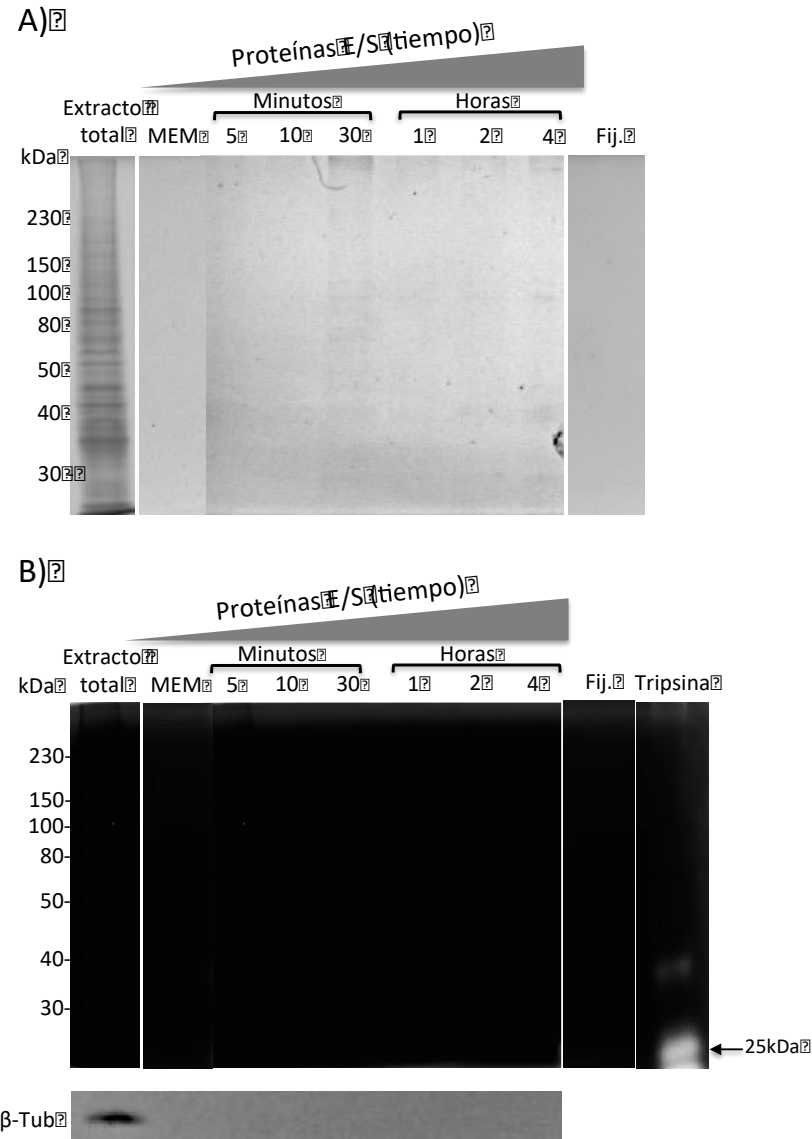 A)
Proteínas E/S (tiempo)
Extracto total
MEM
Minutos
5 10 30
Horas
1 2 4
Fij.
kDa
230
150
100
80
50
40
30-
B)
Proteínas E/S (tiempo)
Extracto total
MEM
Minutos
5 10 30
Horas
1 2 4
Fij.
Tripsina
kDa
230-
150-
100-
80-
50-
40-
30-
25kDa
β-Tub